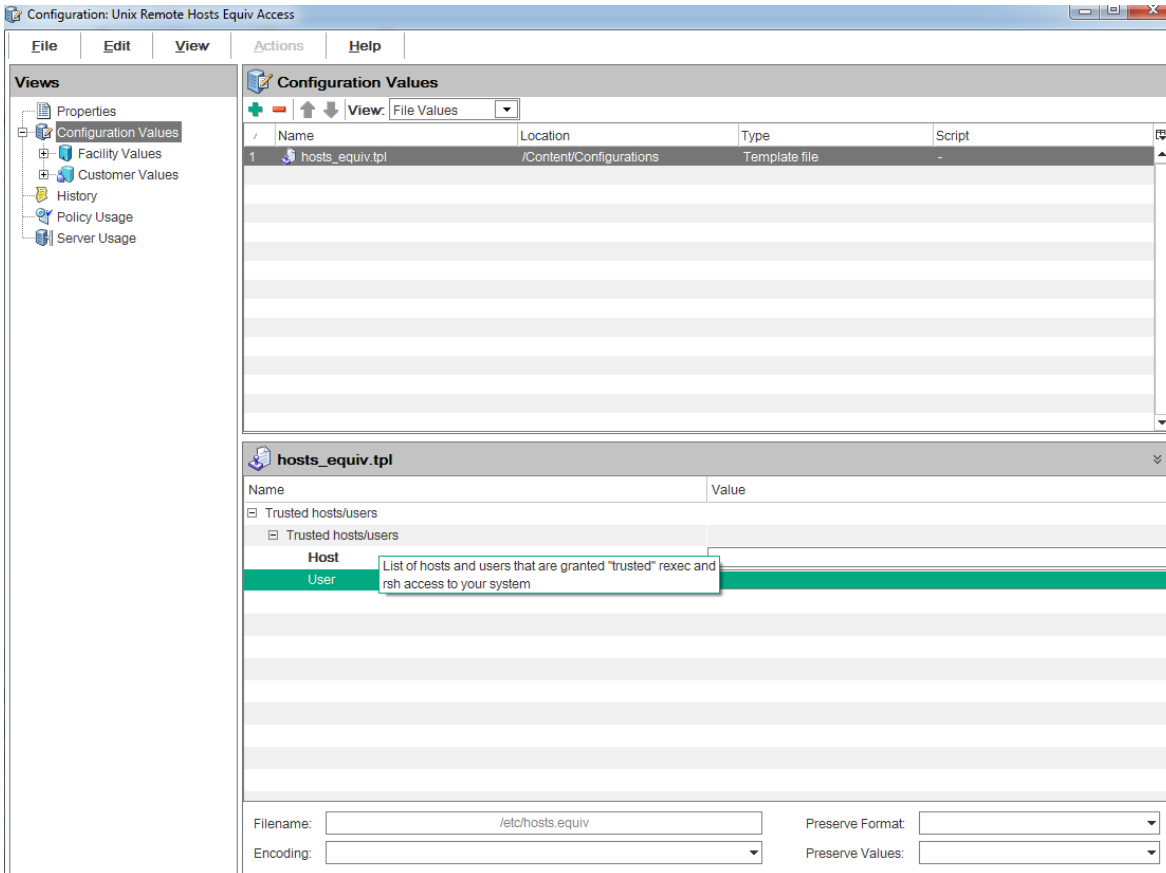 Configuration: Unix Remote Hosts Equiv Access
File Edit View Actions Help
Views
Properties
Configuration Values
Facility Values
Customer Values
History
Policy Usage
Server Usage
Configuration Values
View: File Values
/ Name Location Type Script
1 hosts_equiv.tpl /Content/Configurations Template file -
hosts_equiv.tpl
Name Value
Trusted hosts/users
Trusted hosts/users
Host
User
List of hosts and users that are granted "trusted" rexec and
rsh access to your system
Filename: /etc/hosts.equiv Preserve Format:
Encoding: Preserve Values: